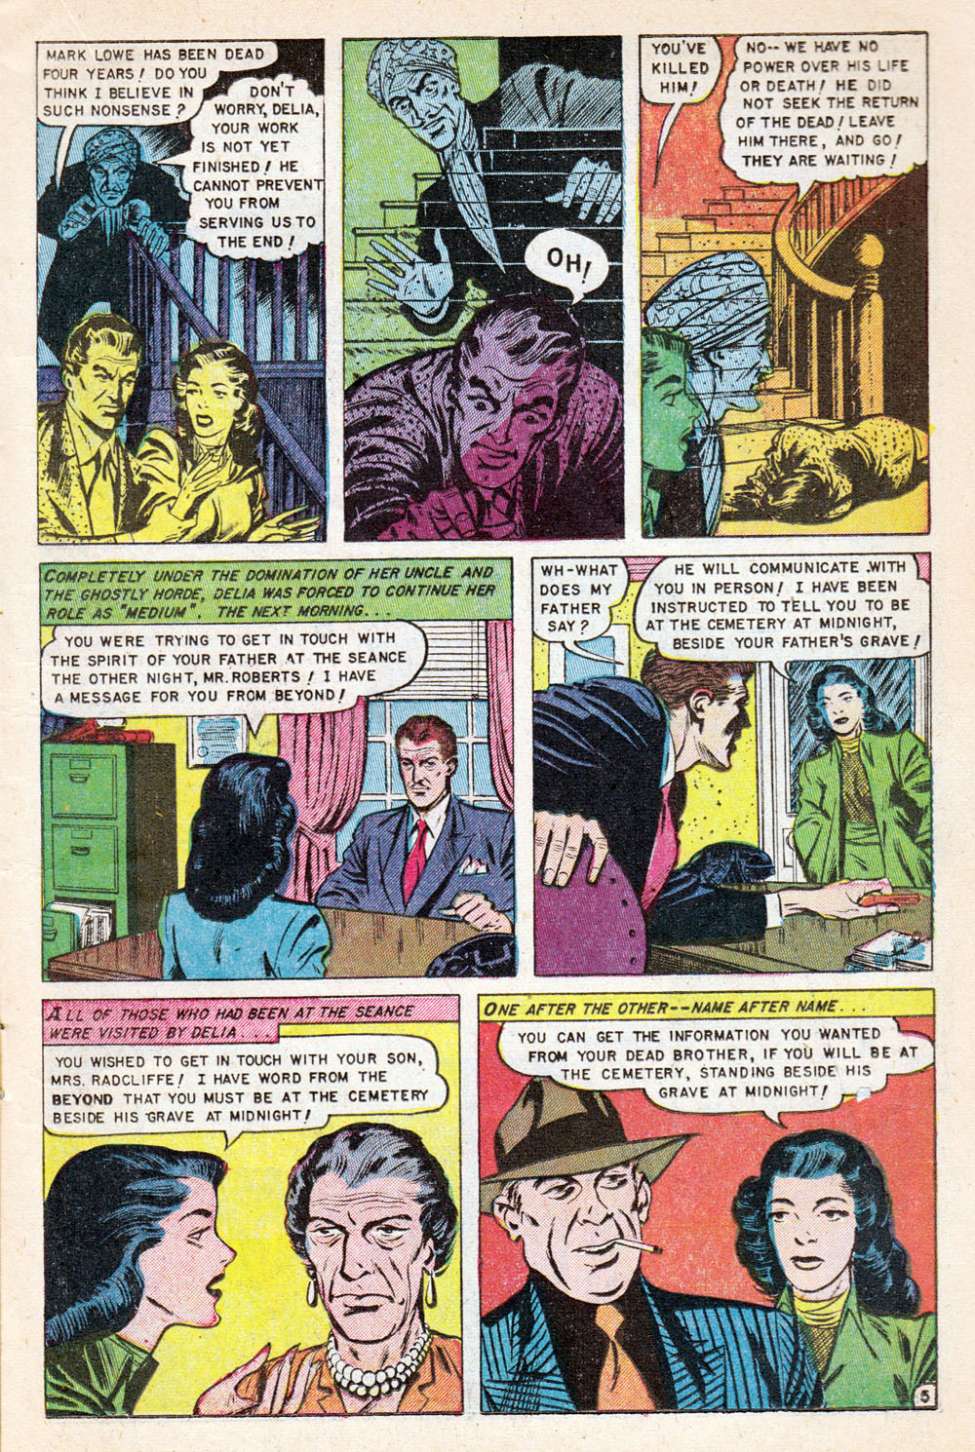 MARK LOWE HAS BEEN DEAD
FOUR YEARS! DO YOU
THINK I BELIEVE IN
SUCH NONSENSE?
DON'T
WORRY, DELIA,
YOUR WORK
IS NOT YET
FINISHED! HE
CANNOT PREVENT
YOU FROM
SERVING US TO
THE END!
OH!
YOU'VE
KILLED
HIM!
NO-- WE HAVE NO
POWER OVER HIS LIFE
OR DEATH! HE DID
NOT SEEK THE RETURN
OF THE DEAD! LEAVE
HIM THERE, AND GO!
THEY ARE WAITING!
COMPLETELY UNDER THE DOMINATION OF HER UNCLE AND
THE GHOSTLY HORDE, DELIA WAS FORCED TO CONTINUE HER
ROLE AS "MEDIUM". THE NEXT MORNING...
YOU WERE TRYING TO GET IN TOUCH WITH
THE SPIRIT OF YOUR FATHER AT THE SEANCE
THE OTHER NIGHT, MR. ROBERTS! I HAVE
A MESSAGE FOR YOU FROM BEYOND!
WH-WHAT
DOES MY
FATHER
SAY?
HE WILL COMMUNICATE WITH
YOU IN PERSON! I HAVE BEEN
INSTRUCTED TO TELL YOU TO BE
AT THE CEMETERY AT MIDNIGHT,
BESIDE YOUR FATHER'S GRAVE!
ALL OF THOSE WHO HAD BEEN AT THE SEANCE
WERE VISITED BY DELIA....
YOU WISHED TO GET IN TOUCH WITH YOUR SON,
MRS. RADCLIFFE! I HAVE WORD FROM THE
BEYOND THAT YOU MUST BE AT THE CEMETERY
BESIDE HIS GRAVE AT MIDNIGHT!
ONE AFTER THE OTHER--NAME AFTER NAME...
YOU CAN GET THE INFORMATION YOU WANTED
FROM YOUR DEAD BROTHER, IF YOU WILL BE AT
THE CEMETERY, STANDING BESIDE HIS
GRAVE AT MIDNIGHT!
5